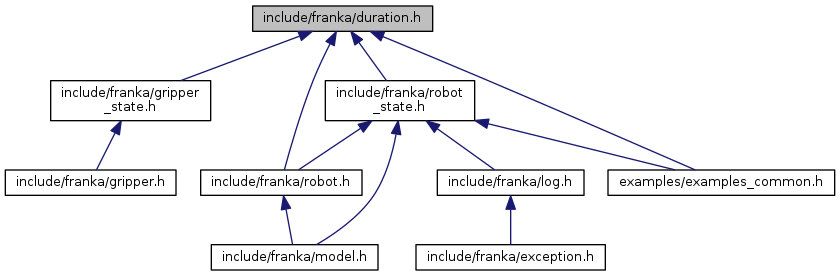 include/franka/duration.h
include/franka/gripper
_state.h
include/franka/robot
_state.h
include/franka/gripper.h
include/franka/robot.h
include/franka/log.h
examples/examples_common.h
include/franka/model.h
include/franka/exception.h